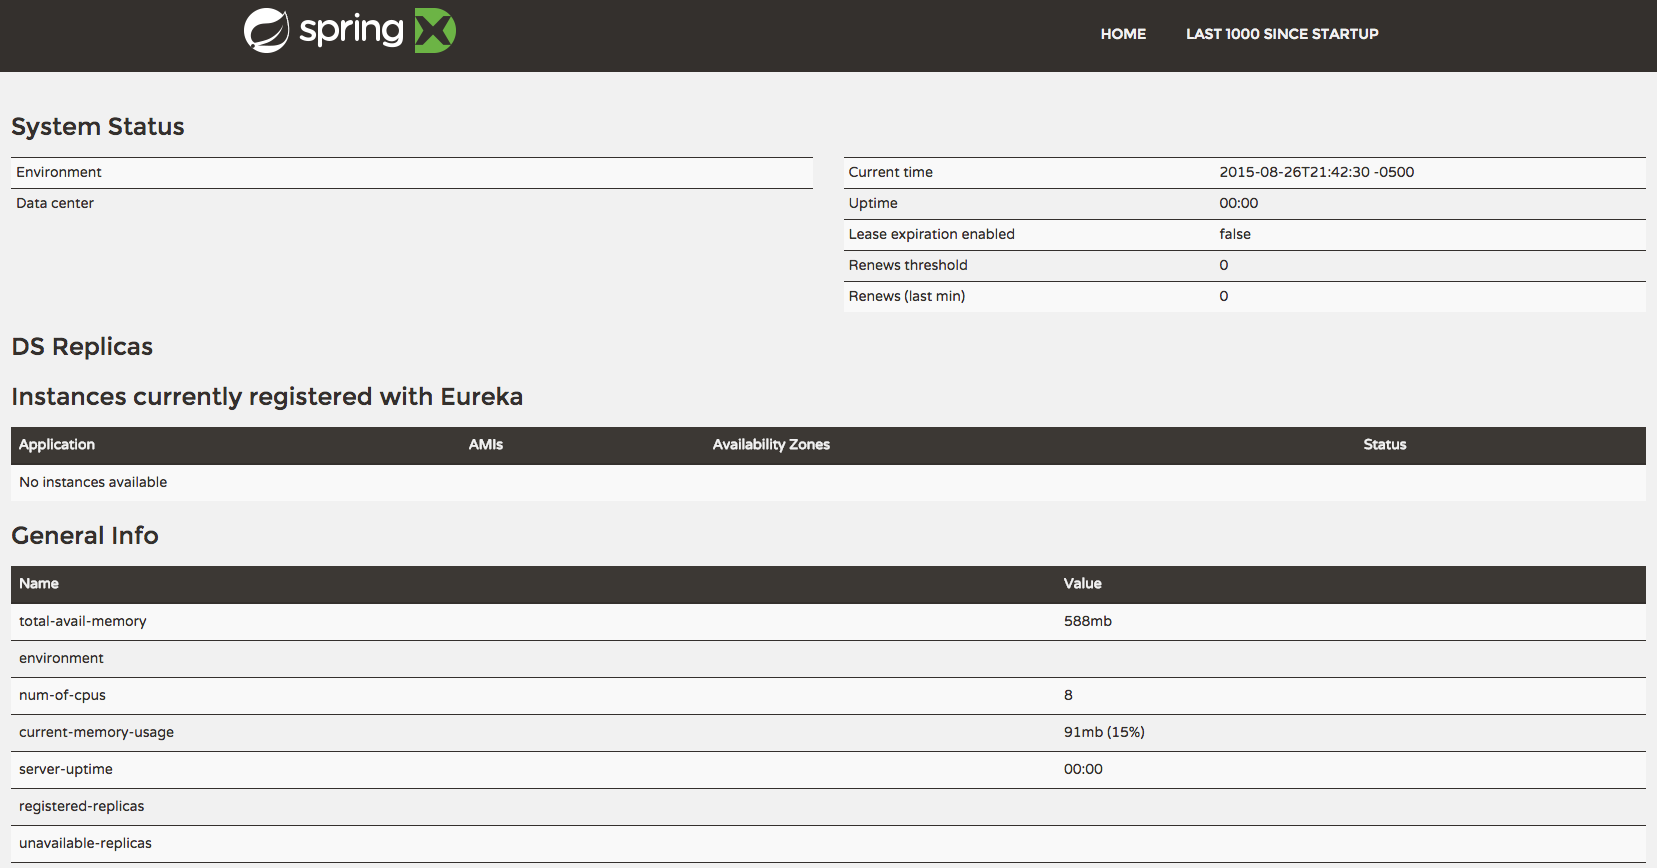 spring
HOME LAST 1000 SINCE STARTUP
System Status
Environment
Data center
Current time 2015-08-26T21:42:30 -0500
Uptime 00:00
Lease expiration enabled false
Renews threshold 0
Renews (last min) 0
DS Replicas
Instances currently registered with Eureka
Application AMIs Availability Zones Status
No instances available
General Info
Name Value
total-avail-memory 588mb
environment
num-of-cpus 8
current-memory-usage 91mb (15%)
server-uptime 00:00
registered-replicas
unavailable-replicas